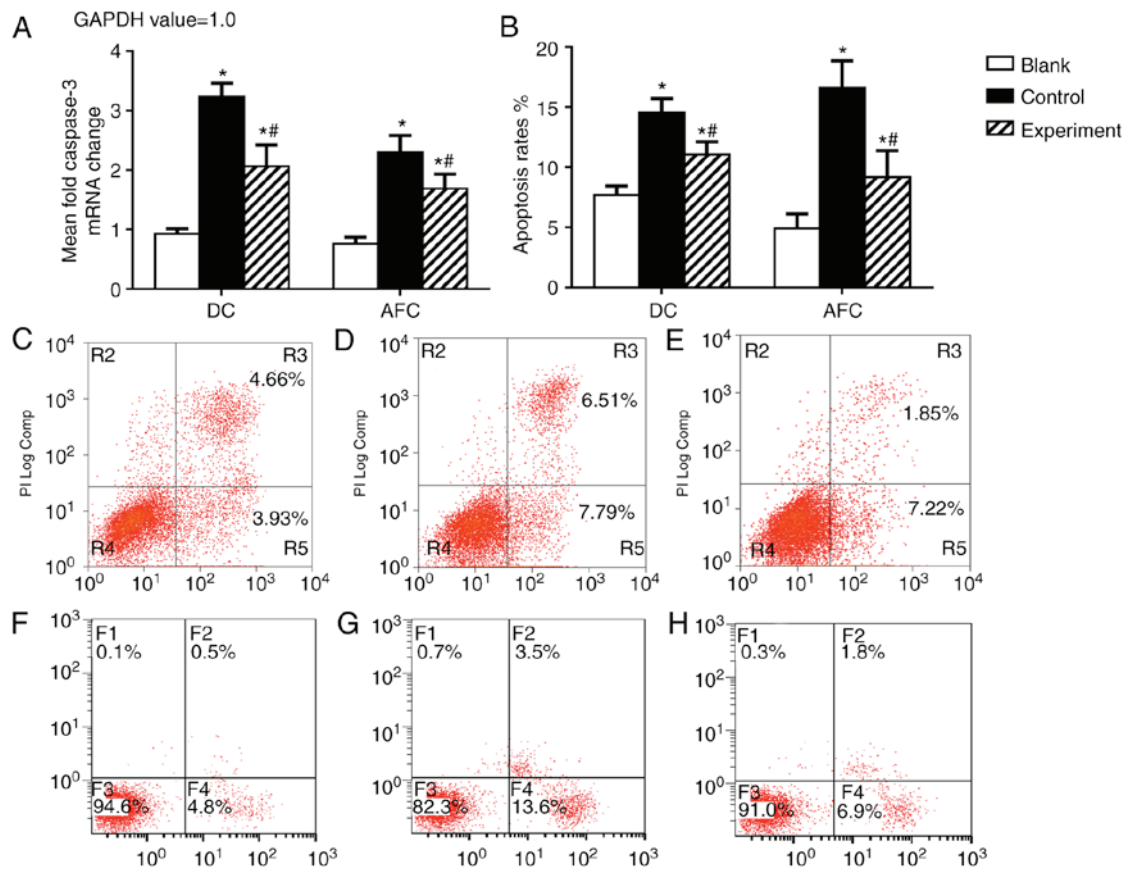 A
GAPDH value=1.0
Mean fold caspase-3
mRNA change
4
3
2
1
0
*
*#
*
*#
DC
AFC
B
Apoptosis rates %
20
15
10
5
0
*
*#
*
*#
DC
AFC
Blank
Control
Experiment
C
PI Log Comp
10⁴
10³
10²
10¹
10⁰
R2
R3
4.66%
3.93%
R4
R5
10⁰ 10¹ 10² 10³ 10⁴
D
PI Log Comp
10⁴
10³
10²
10¹
10⁰
R2
R3
6.51%
7.79%
R4
R5
10⁰ 10¹ 10² 10³ 10⁴
E
PI Log Comp
10⁴
10³
10²
10¹
10⁰
R2
R3
1.85%
7.22%
R4
R5
10⁰ 10¹ 10² 10³ 10⁴
F
10³
10²
10¹
10⁰
F1
0.1%
F2
0.5%
F3
94.6%
F4
4.8%
10⁰ 10¹ 10² 10³
G
10³
10²
10¹
10⁰
F1
0.7%
F2
3.5%
F3
82.3%
F4
13.6%
10⁰ 10¹ 10² 10³
H
10³
10²
10¹
10⁰
F1
0.3%
F2
1.8%
F3
91.0%
F4
6.9%
10⁰ 10¹ 10² 10³